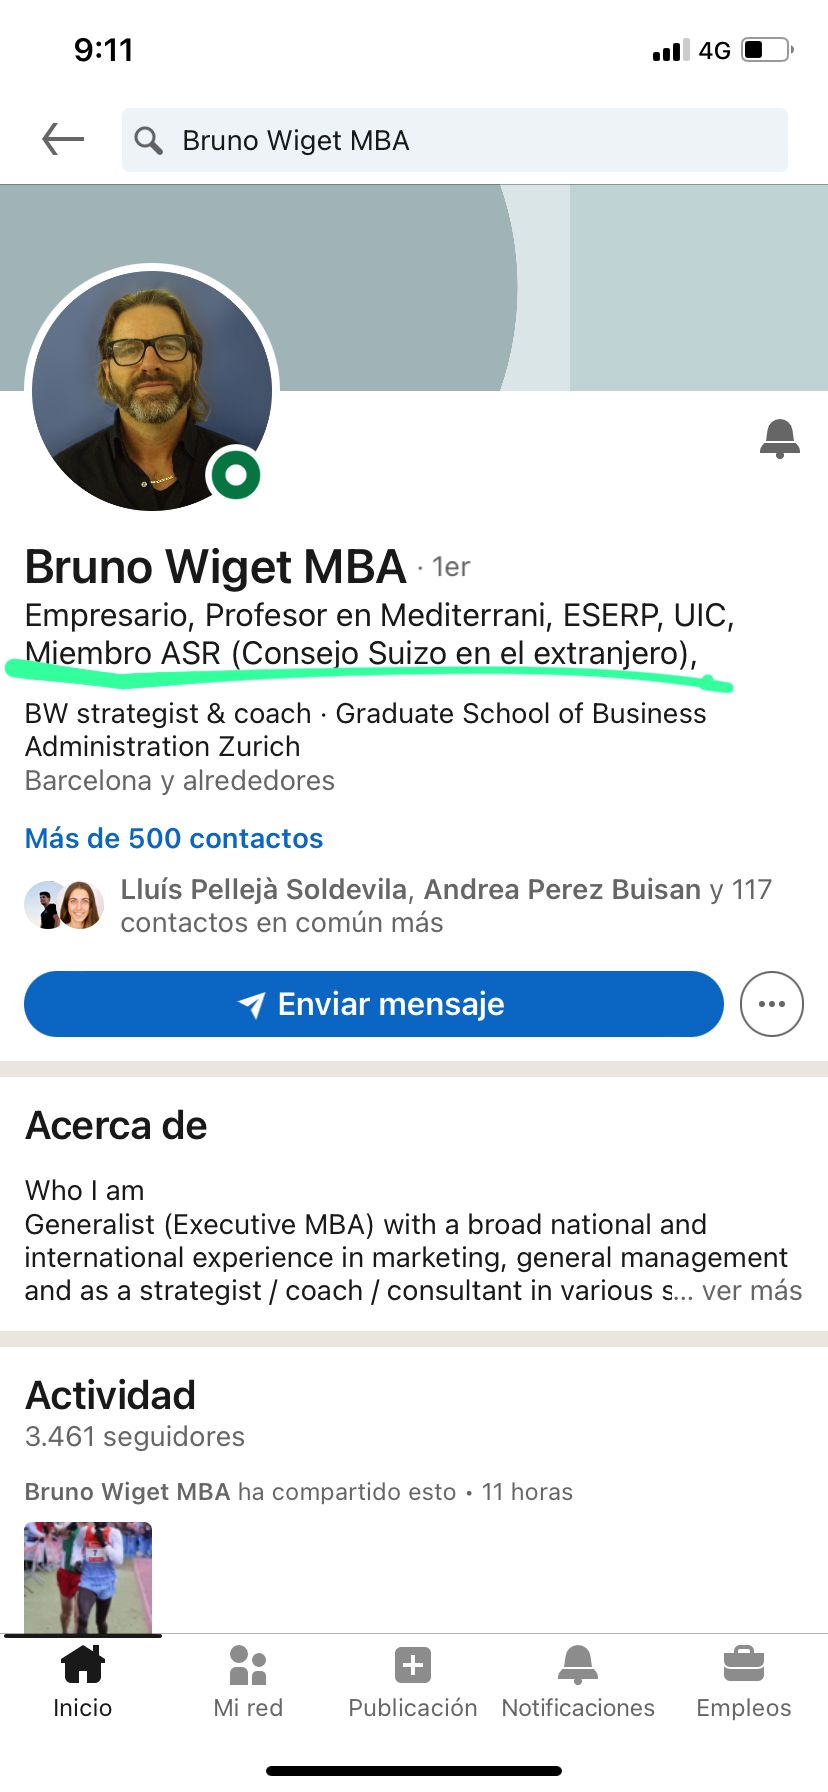 9:11
4G
Bruno Wiget MBA
Bruno Wiget MBA · 1er
Empresario, Profesor en Mediterrani, ESERP, UIC,
Miembro ASR (Consejo Suizo en el extranjero),
BW strategist & coach · Graduate School of Business
Administration Zurich
Barcelona y alrededores
Más de 500 contactos
Lluís Pellejà Soldevila, Andrea Perez Buisan y 117
contactos en común más
Enviar mensaje
Acerca de
Who I am
Generalist (Executive MBA) with a broad national and
international experience in marketing, general management
and as a strategist / coach / consultant in various s... ver más
Actividad
3.461 seguidores
Bruno Wiget MBA ha compartido esto • 11 horas
7
Inicio
Mi red
Publicación
Notificaciones
Empleos